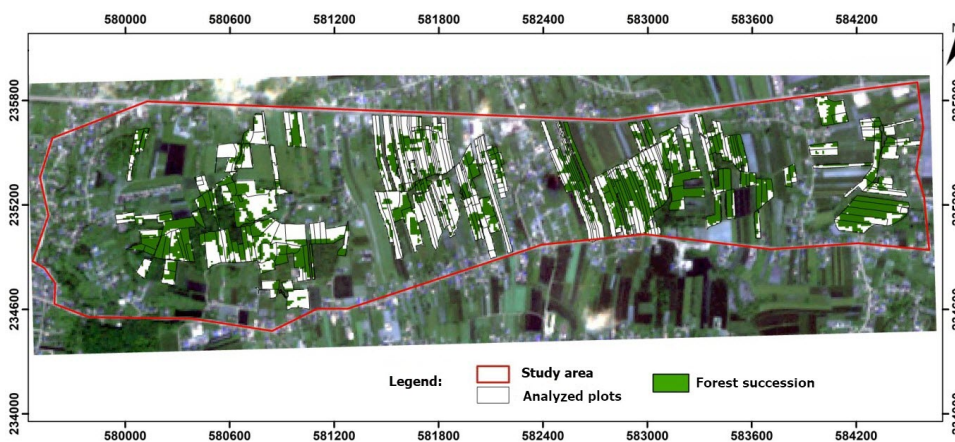 580000 580600 581200 581800 582400 583000 583600 584200
235800
235200
234600
234000
Legend:
Study area
Analyzed plots
Forest succession
580000 580600 581200 581800 582400 583000 583600 584200